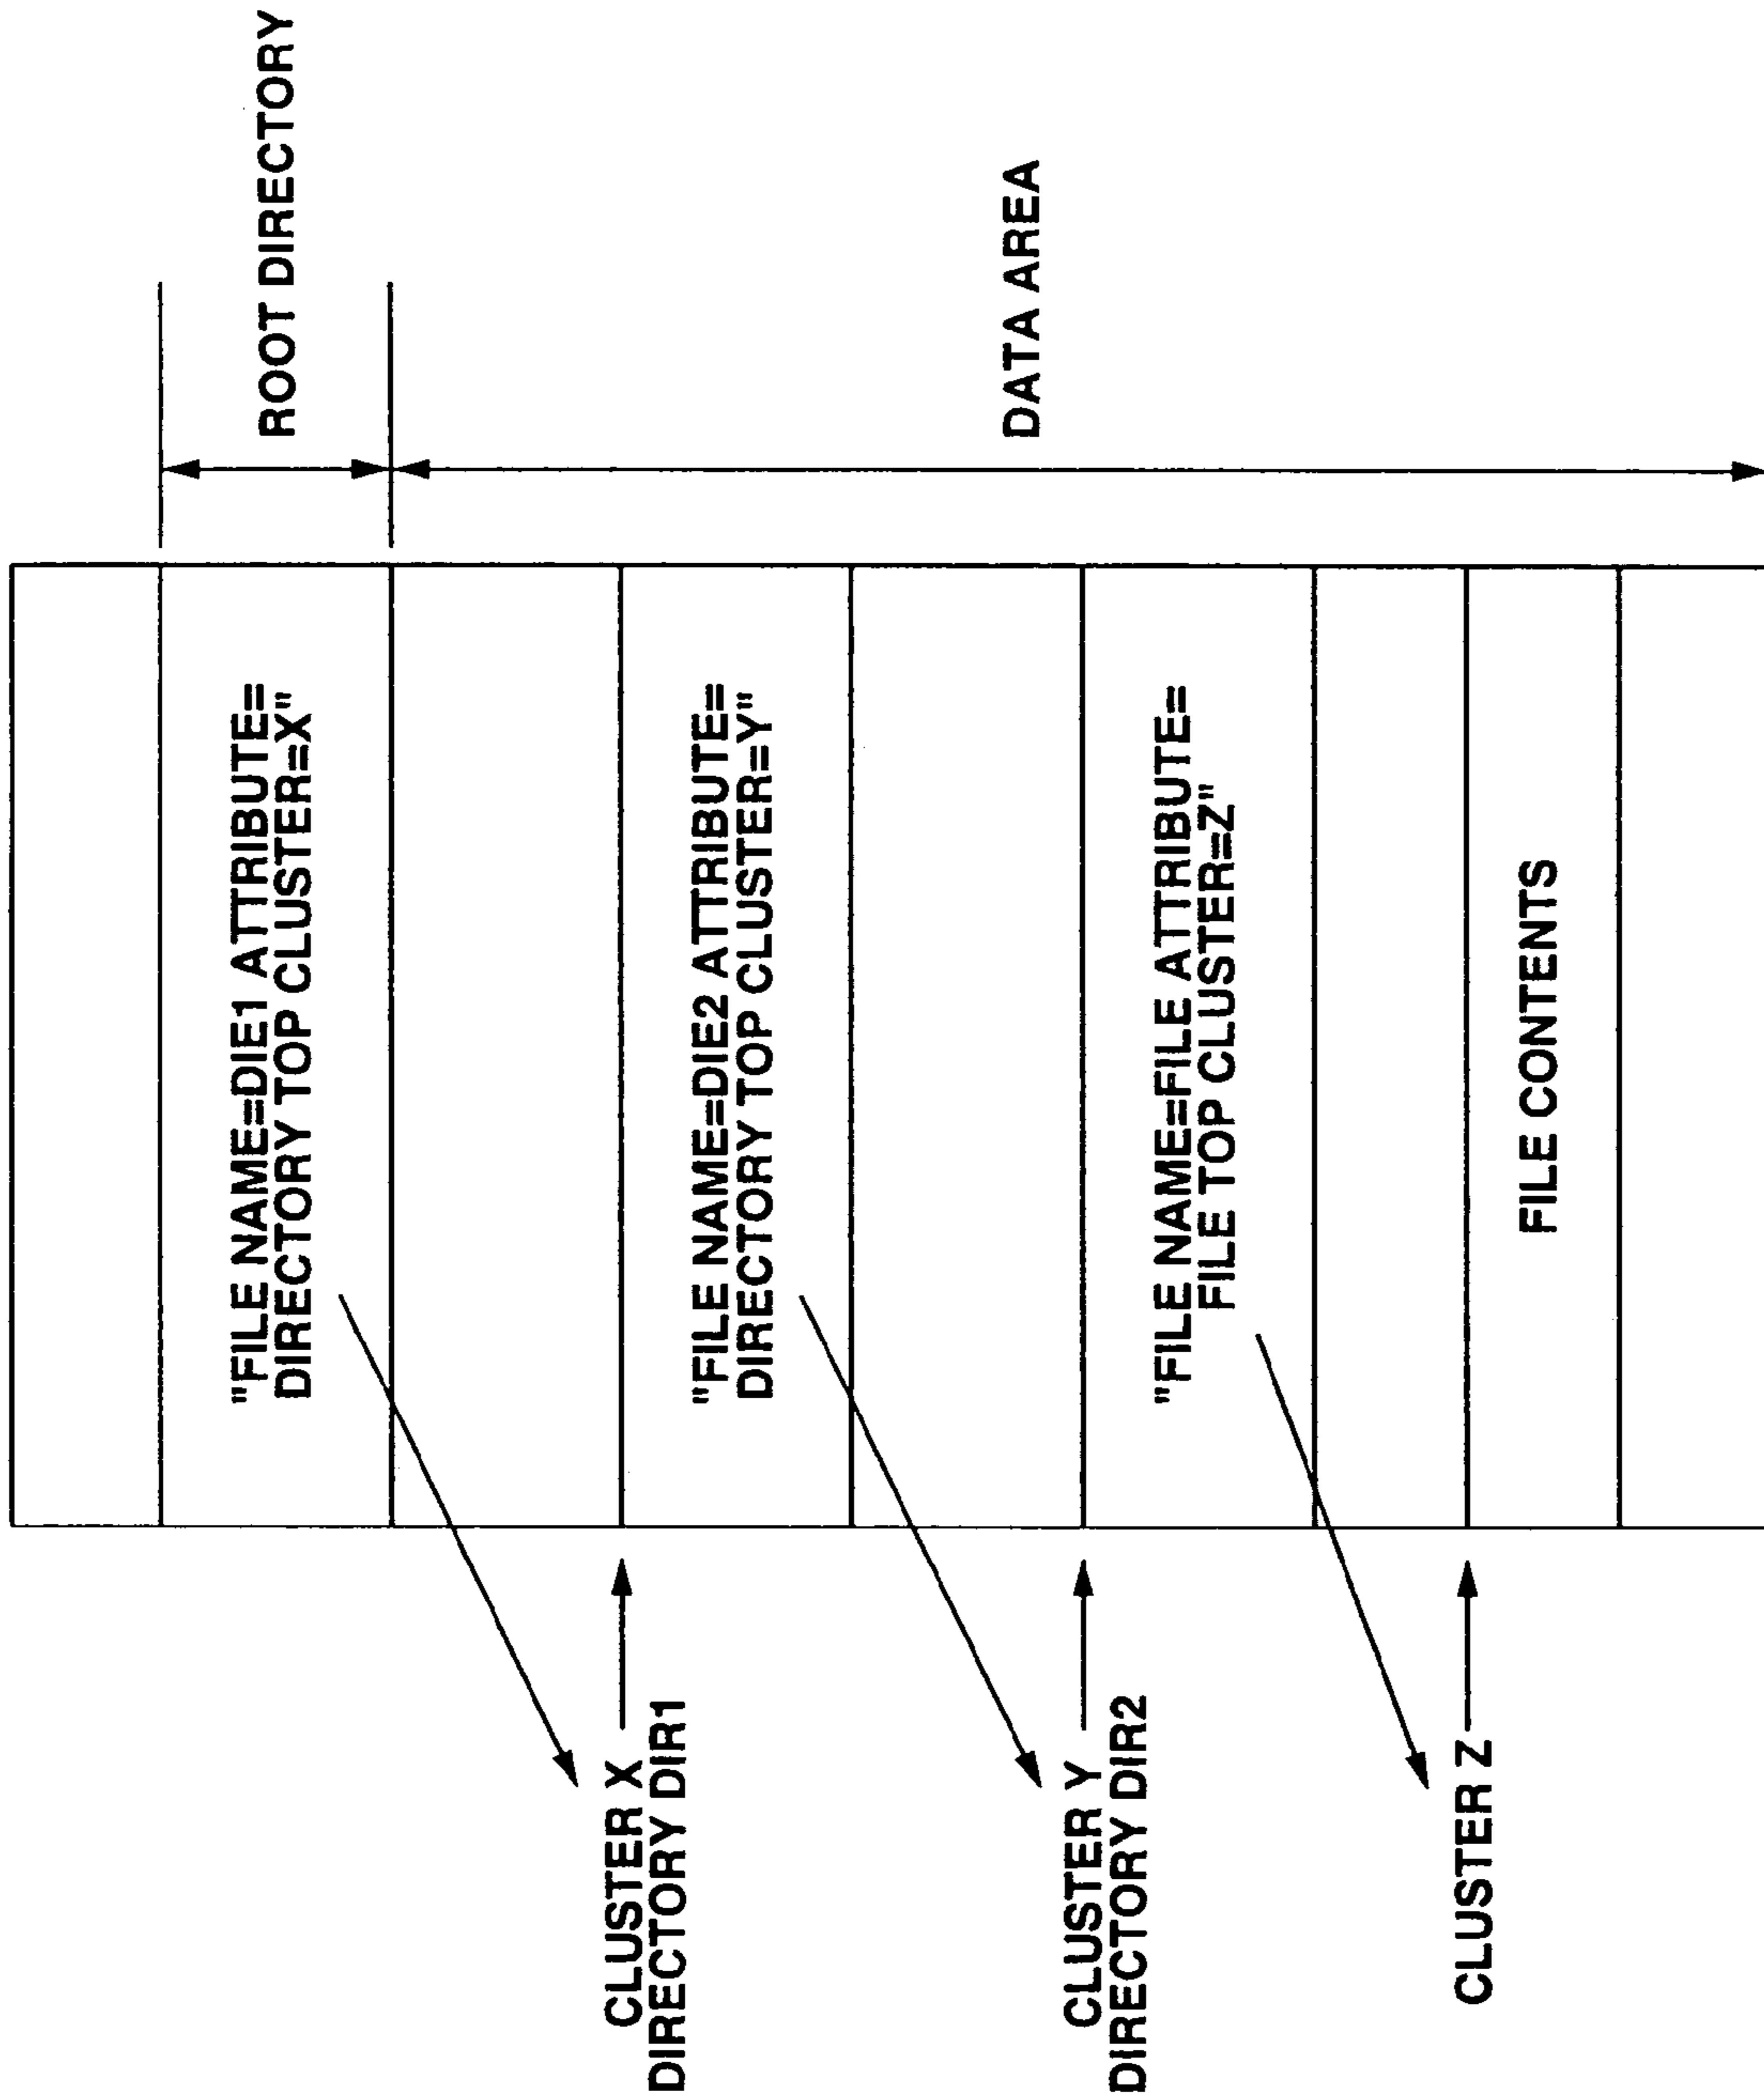 ROOT DIRECTORY
"FILE NAME=DIE1 ATTRIBUTE=
DIRECTORY TOP CLUSTER=X"
CLUSTER X
DIRECTORY DIR1
"FILE NAME=DIE2 ATTRIBUTE=
DIRECTORY TOP CLUSTER=Y"
DATA AREA
CLUSTER Y
DIRECTORY DIR2
"FILE NAME=FILE ATTRIBUTE=
FILE TOP CLUSTER=Z"
CLUSTER Z
FILE CONTENTS